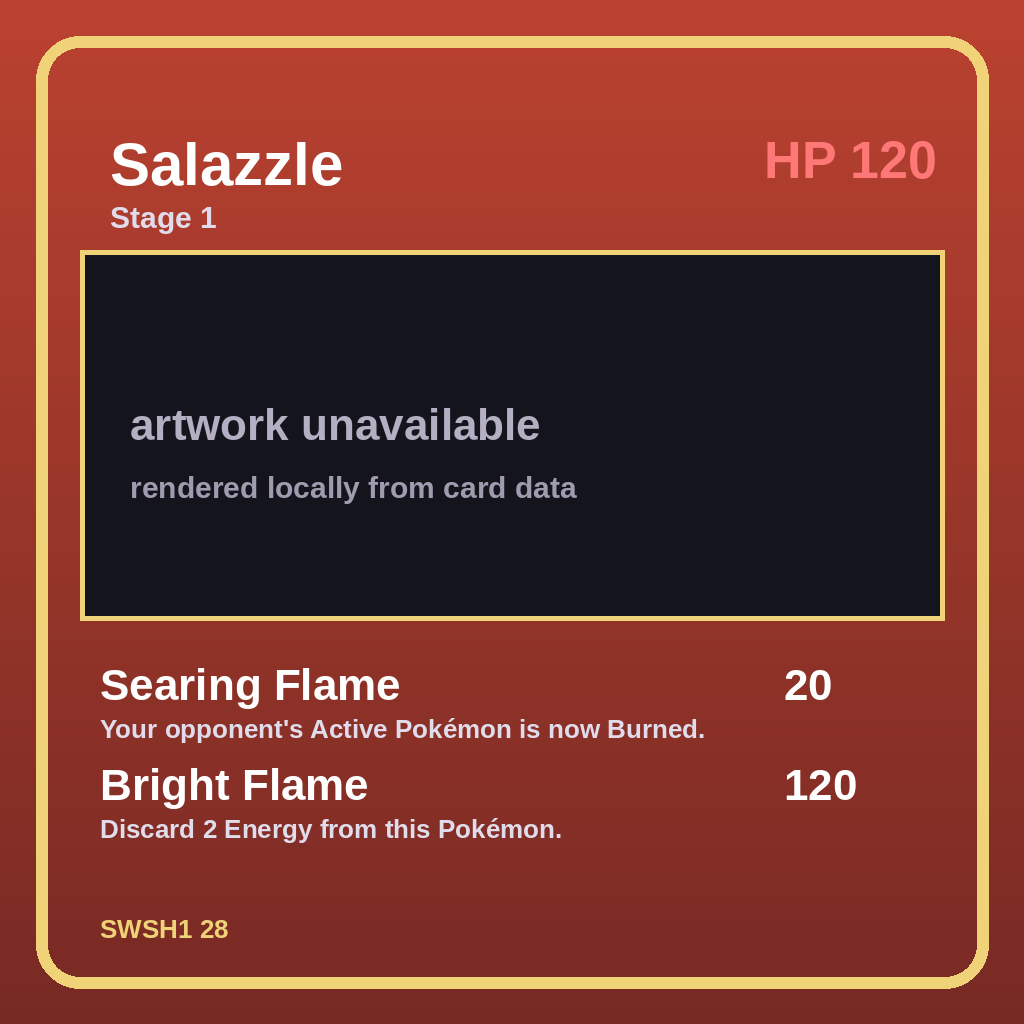 Salazzle
HP 120
Stage 1
artwork unavailable
rendered locally from card data
Searing Flame 20
Your opponent's Active Pokémon is now Burned.
Bright Flame 120
Discard 2 Energy from this Pokémon.
SWSH1 28